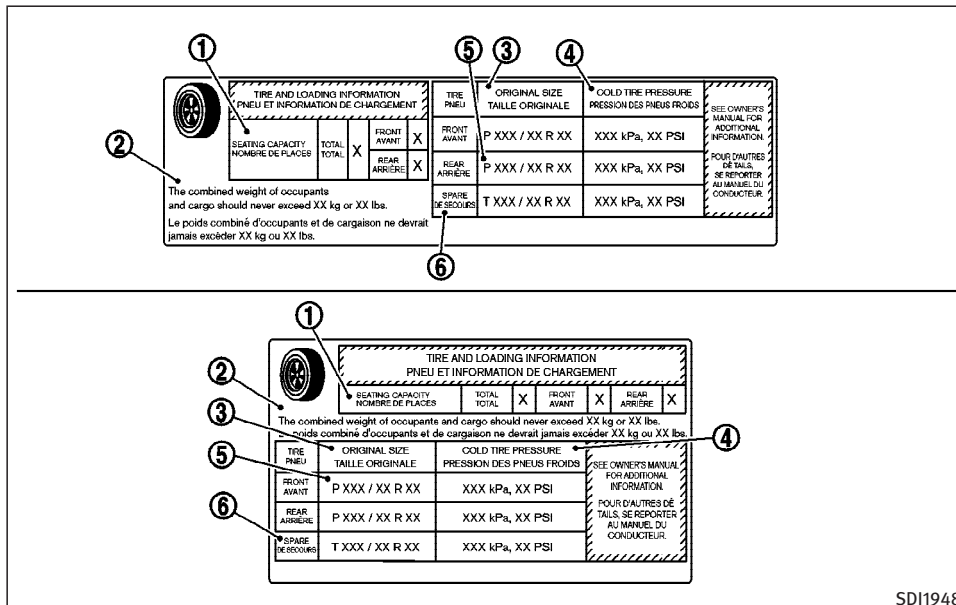 ①
⑤ ③ ④
②
TIRE AND LOADING INFORMATION
PNEU ET INFORMATION DE CHARGEMENT
SEATING CAPACITY
NOMBRE DE PLACES
TOTAL
TOTAL
X
FRONT
AVANT
X
REAR
ARRIÈRE
X
The combined weight of occupants
and cargo should never exceed XX kg or XX lbs.
Le poids combiné d'occupants et de cargaison ne devrait
jamais excéder XX kg ou XX lbs.
TIRE
PNEU
ORIGINAL SIZE
TAILLE ORIGINALE
COLD TIRE PRESSURE
PRESSION DES PNEUS FROIDS
FRONT
AVANT
P XXX / XX R XX
XXX kPa, XX PSI
REAR
ARRIÈRE
P XXX / XX R XX
XXX kPa, XX PSI
SPARE
DE SECOURS
T XXX / XX R XX
XXX kPa, XX PSI
SEE OWNER'S
MANUAL FOR
ADDITIONAL
INFORMATION.
POUR D'AUTRES
DÉ TAILS,
SE REPORTER
AU MANUEL DU
CONDUCTEUR.
⑥
①
②
③
⑤
⑥
④
TIRE AND LOADING INFORMATION
PNEU ET INFORMATION DE CHARGEMENT
SEATING CAPACITY
NOMBRE DE PLACES
TOTAL
TOTAL
X
FRONT
AVANT
X
REAR
ARRIÈRE
X
The combined weight of occupants and cargo should never exceed XX kg or XX lbs.
Le poids combiné d'occupants et de cargaison ne devrait jamais excéder XX kg ou XX lbs.
TIRE
PNEU
ORIGINAL SIZE
TAILLE ORIGINALE
COLD TIRE PRESSURE
PRESSION DES PNEUS FROIDS
FRONT
AVANT
P XXX / XX R XX
XXX kPa, XX PSI
REAR
ARRIÈRE
P XXX / XX R XX
XXX kPa, XX PSI
SPARE
DE SECOURS
T XXX / XX R XX
XXX kPa, XX PSI
SEE OWNER'S MANUAL
FOR ADDITIONAL
INFORMATION.
POUR D'AUTRES DÉ
TAILS, SE REPORTER
AU MANUEL DU
CONDUCTEUR.
SDI1948